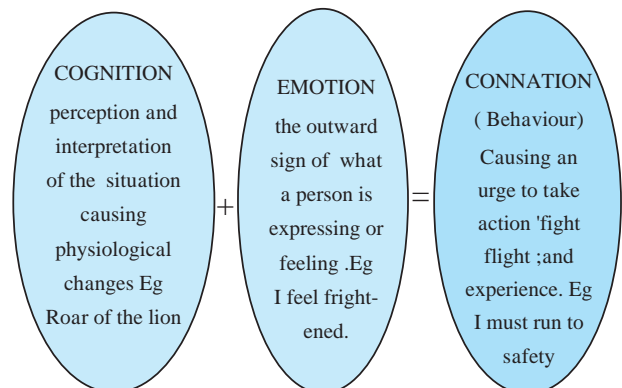 COGNITION
perception and
interpretation
of the situation
causing
physiological
changes Eg
Roar of the lion
+
EMOTION
the outward
sign of what
a person is
expressing or
feeling .Eg
I feel fright-
ened.
=
CONNATION
( Behaviour)
Causing an
urge to take
action 'fight
flight ;and
experience. Eg
I must run to
safety